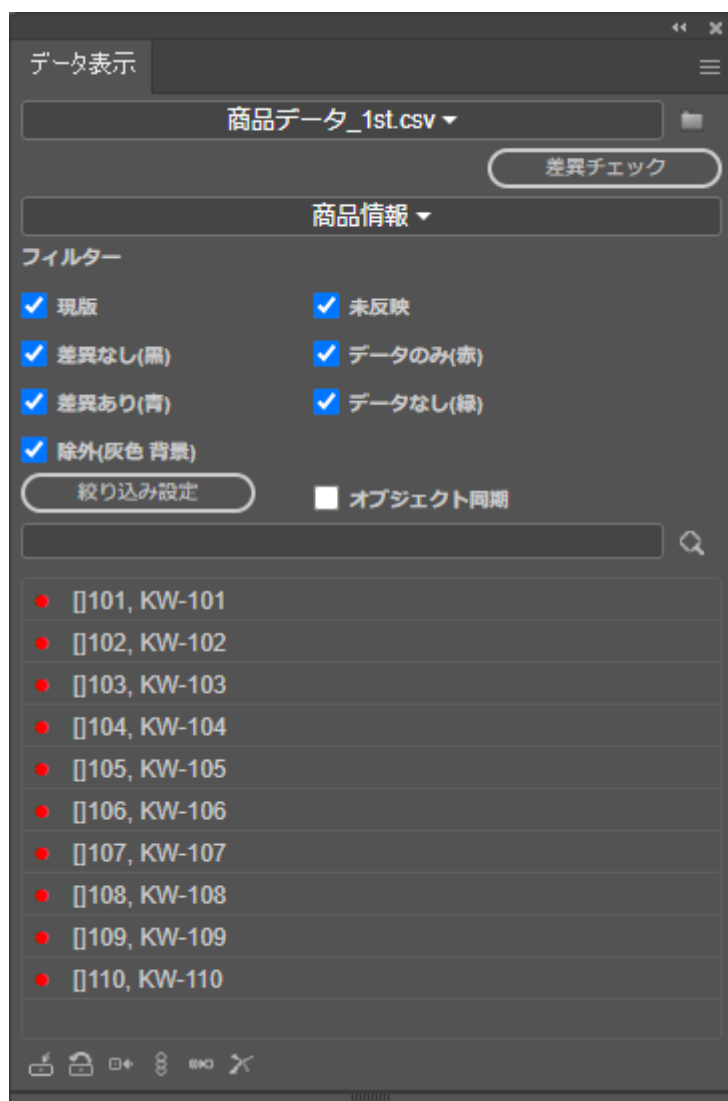 データ表示
商品データ_1st.csv
差異チェック
商品情報
フィルター
現版
未反映
差異なし(黒)
データのみ(赤)
差異あり(青)
データなし(緑)
除外(灰色 背景)
絞り込み設定
オブジェクト同期
[]101, KW-101
[]102, KW-102
[]103, KW-103
[]104, KW-104
[]105, KW-105
[]106, KW-106
[]107, KW-107
[]108, KW-108
[]109, KW-109
[]110, KW-110